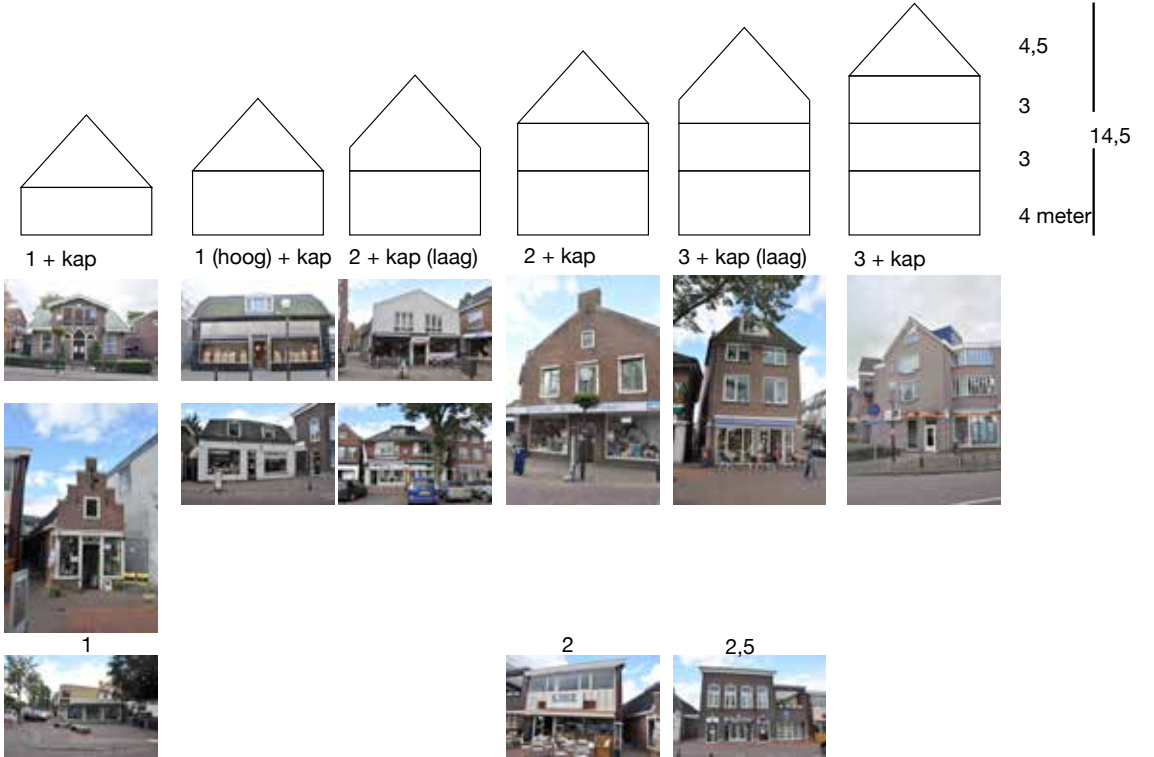 4,5
3
14,5
3
4 meter
1 + kap
1 (hoog) + kap
2 + kap (laag)
2 + kap
3 + kap (laag)
3 + kap
1
2
2,5